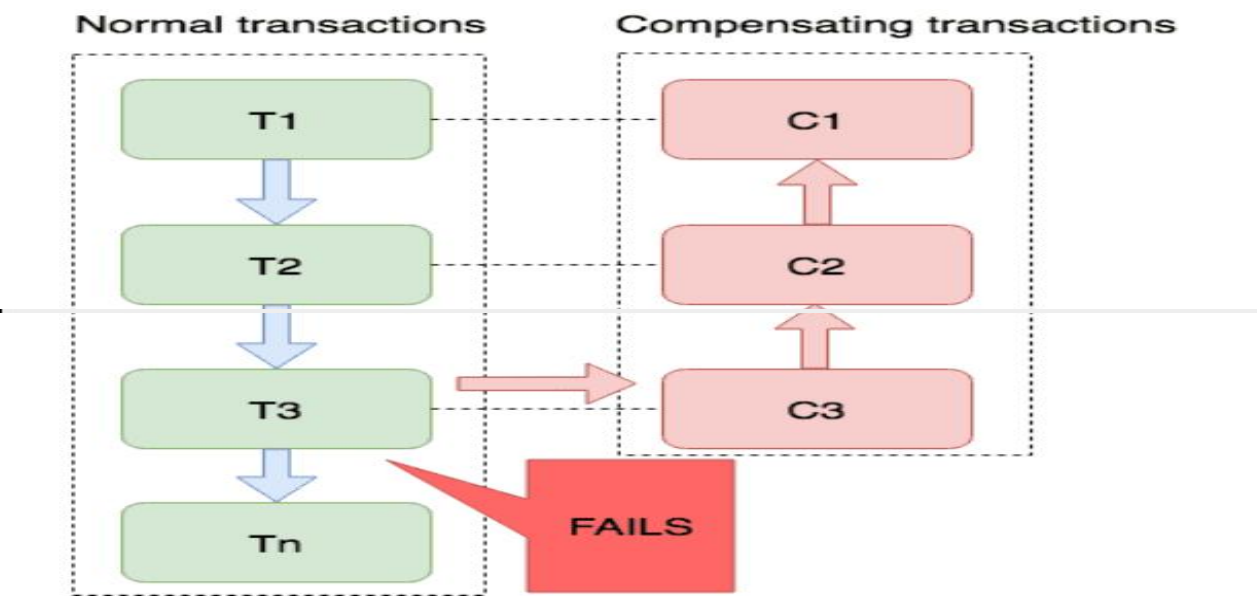 Normal transactions
Compensating transactions
T1
C1
T2
C2
T3
C3
FAILS
Tn